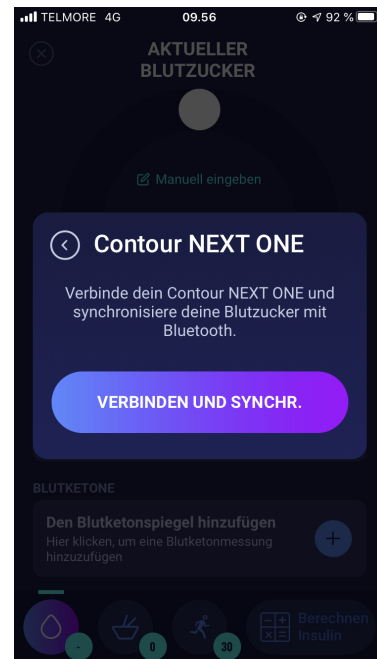 TELMORE 4G 09.56 92 %
AKTUELLER
BLUTZUCKER
Manuell eingeben
Contour NEXT ONE
Verbinde dein Contour NEXT ONE und
synchronisiere deine Blutzucker mit
Bluetooth.
VERBINDEN UND SYNCHR.
BLUTKETONE
Den Blutketonspiegel hinzufügen
Hier klicken, um eine Blutketonmessung
hinzuzufügen
Berechnen
Insulin
- 0 30